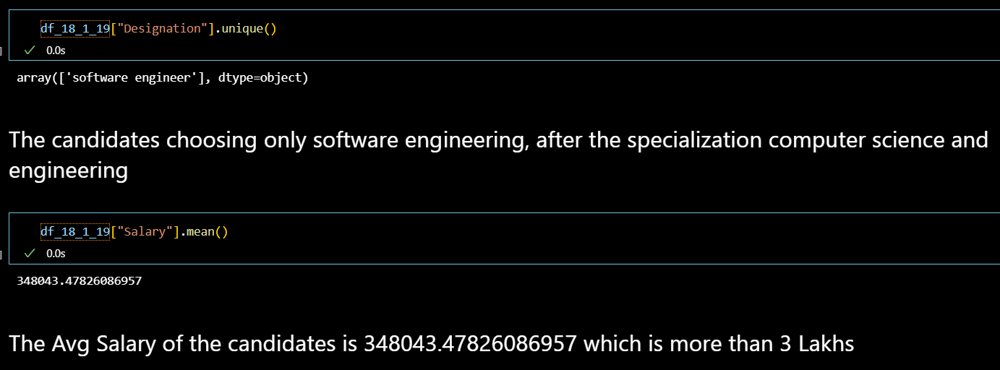 df_18_1_19["Designation"].unique()
✓ 0.0s
]
array(['software engineer'], dtype=object)
The candidates choosing only software engineering, after the specialization computer science and
engineering
df_18_1_19["Salary"].mean()
✓ 0.0s
]
348043.47826086957
The Avg Salary of the candidates is 348043.47826086957 which is more than 3 Lakhs